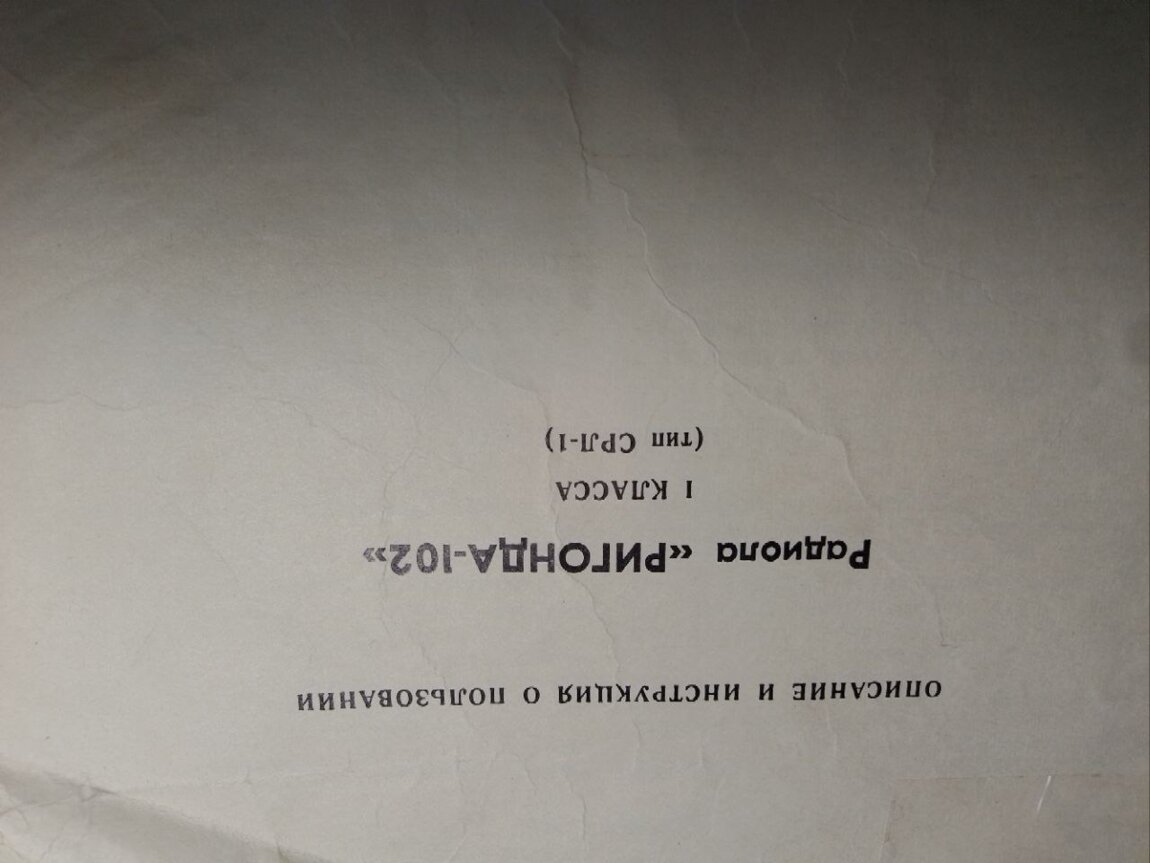 ОПИСАНИЕ И ИНСТРУКЦИЯ О ПОЛЬЗОВАНИИ
Радиола «РИГОНДА-102»
I КЛАССА
(тип СРЛ-1)